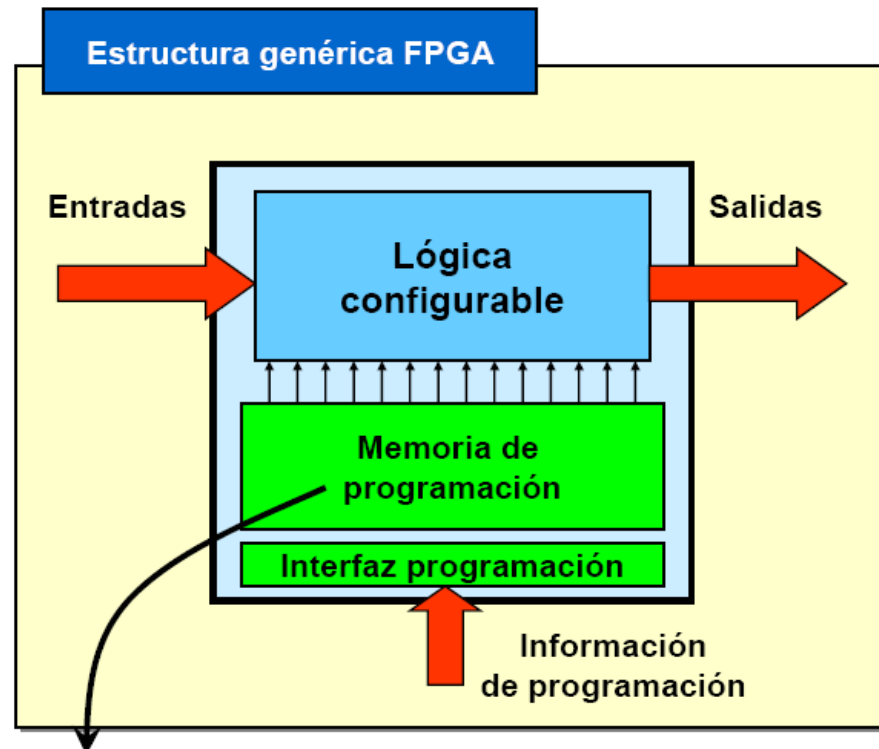 Estructura genérica FPGA
Entradas
Salidas
Lógica
configurable
Memoria de
programación
Interfaz programación
Información
de programación